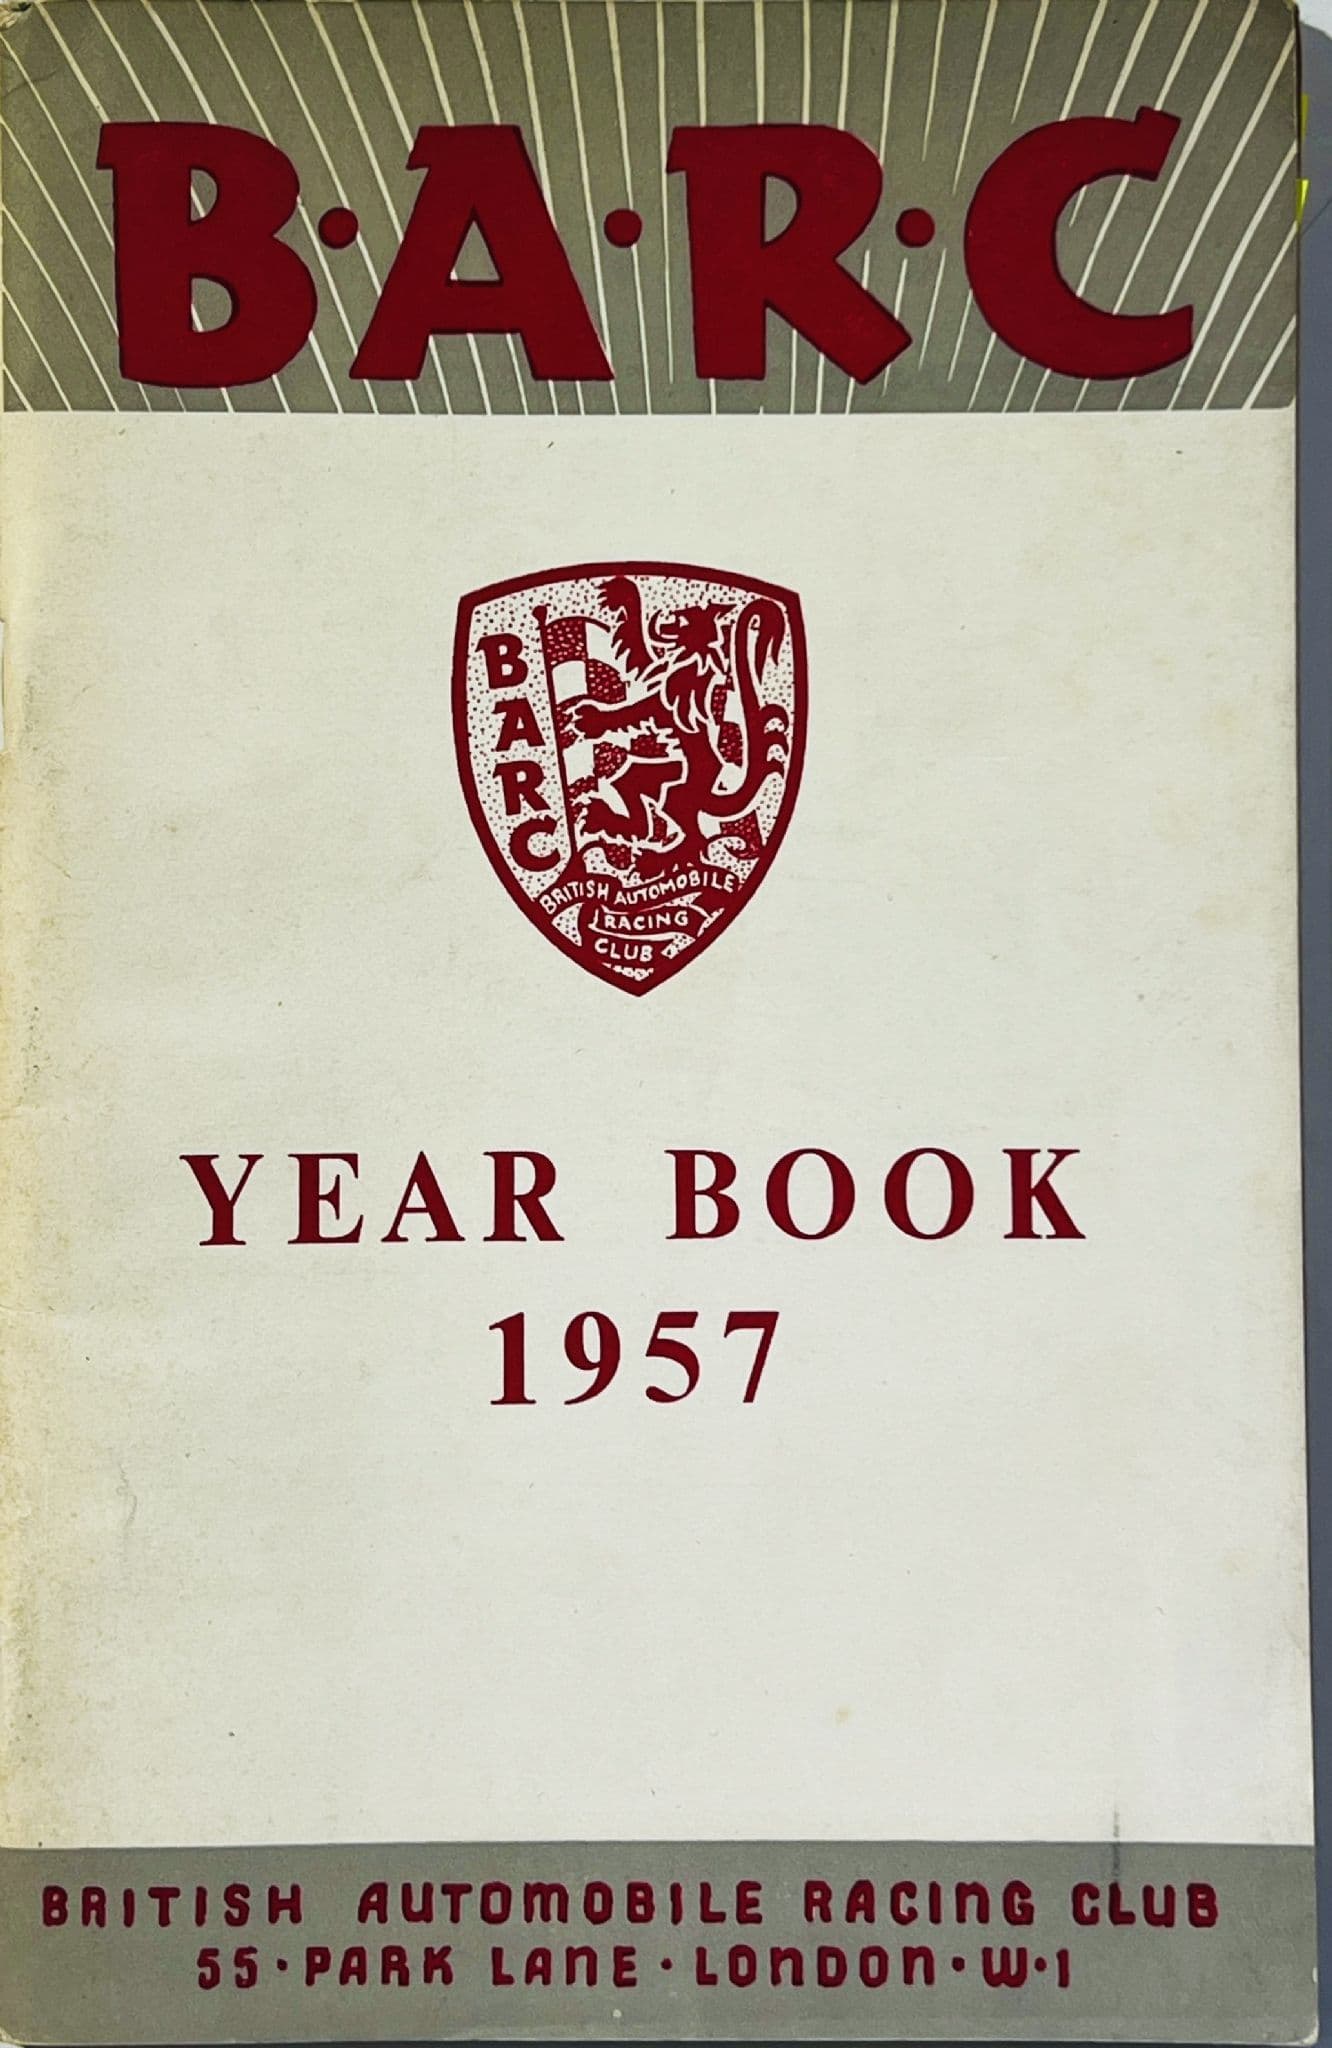 B·A·R·C
B
A
R
C
BRITISH AUTOMOBILE
RACING
CLUB
YEAR BOOK
1957
BRITISH AUTOMOBILE RACING CLUB
55·PARK LANE·LONDON·W·1